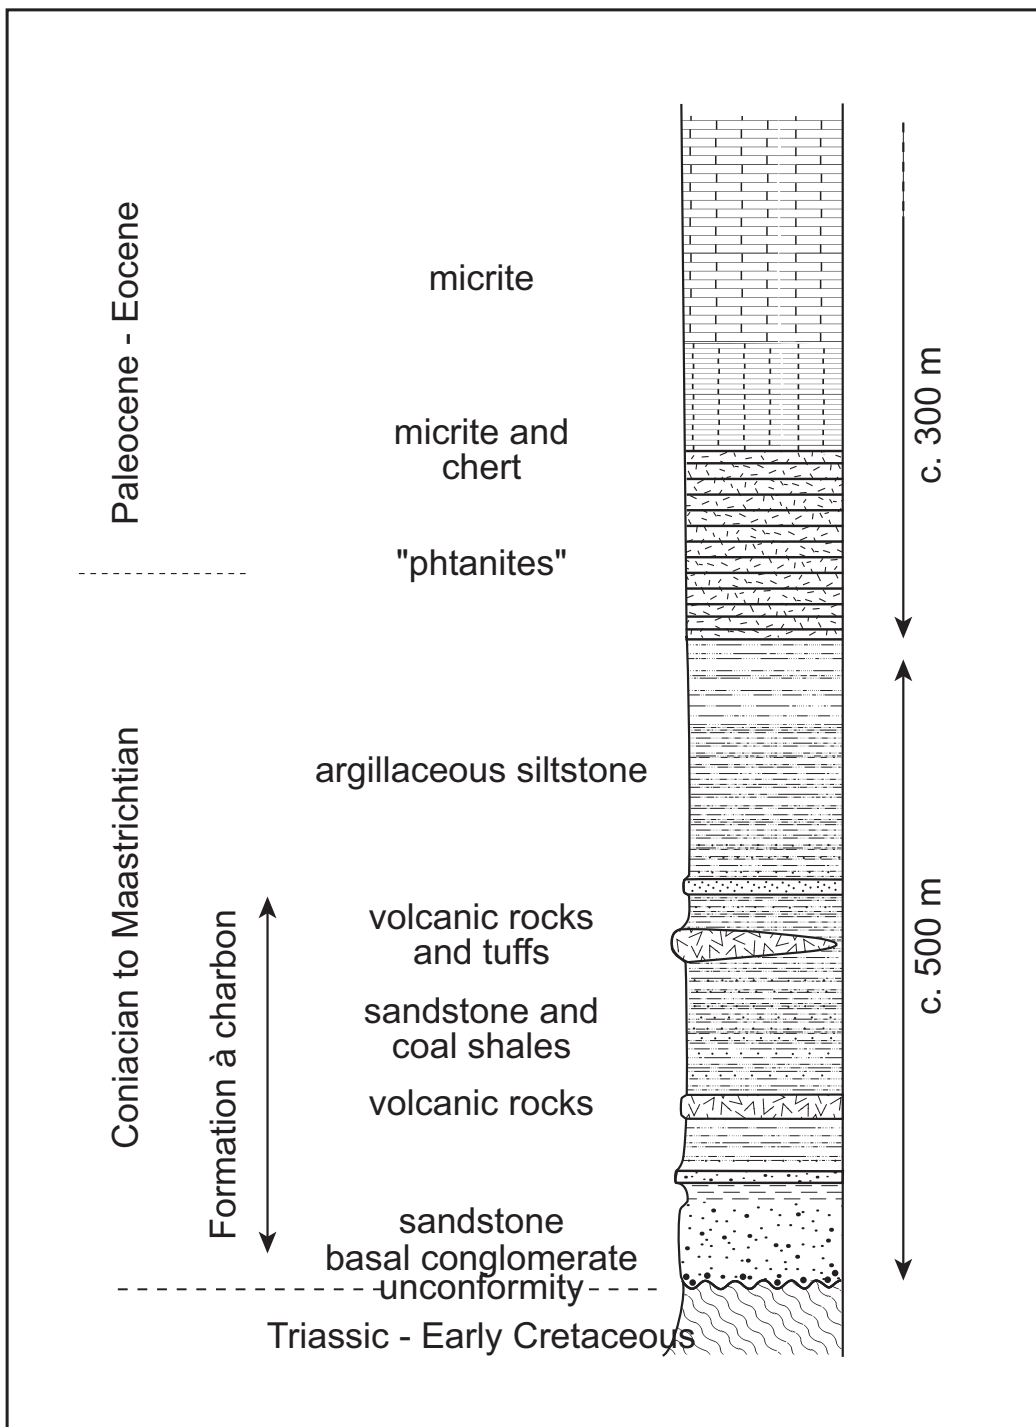 Paleocene - Eocene
micrite
micrite and
chert
"phtanites"
c. 300 m
Coniacian to Maastrichtian
Formation à charbon
argillaceous siltstone
volcanic rocks
and tuffs
sandstone and
coal shales
volcanic rocks
sandstone
basal conglomerate
unconformity
Triassic - Early Cretaceous
c. 500 m